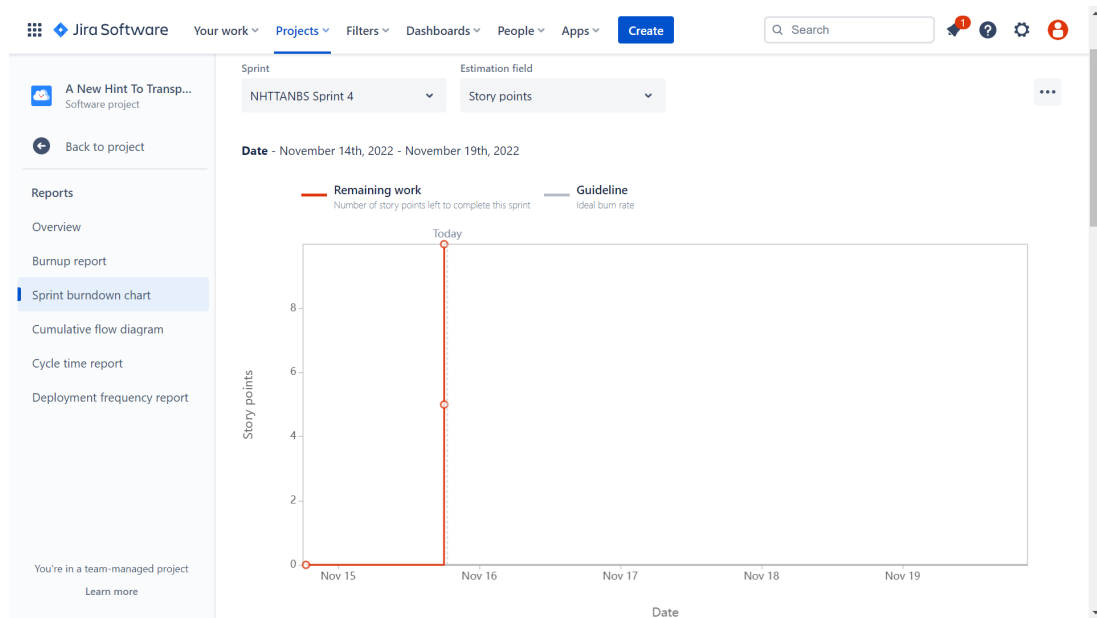 Jira Software Your work Projects Filters Dashboards People Apps Create Search 1
A New Hint To Transp...
Software project
Back to project
Reports
Overview
Burnup report
Sprint burndown chart
Cumulative flow diagram
Cycle time report
Deployment frequency report
You're in a team-managed project
Learn more
Sprint Estimation field
NHTTANBS Sprint 4 Story points
Date - November 14th, 2022 - November 19th, 2022
Remaining work Guideline
Number of story points left to complete this sprint Ideal burn rate
Today
8
6
4
2
0
Story points
Nov 15 Nov 16 Nov 17 Nov 18 Nov 19
Date